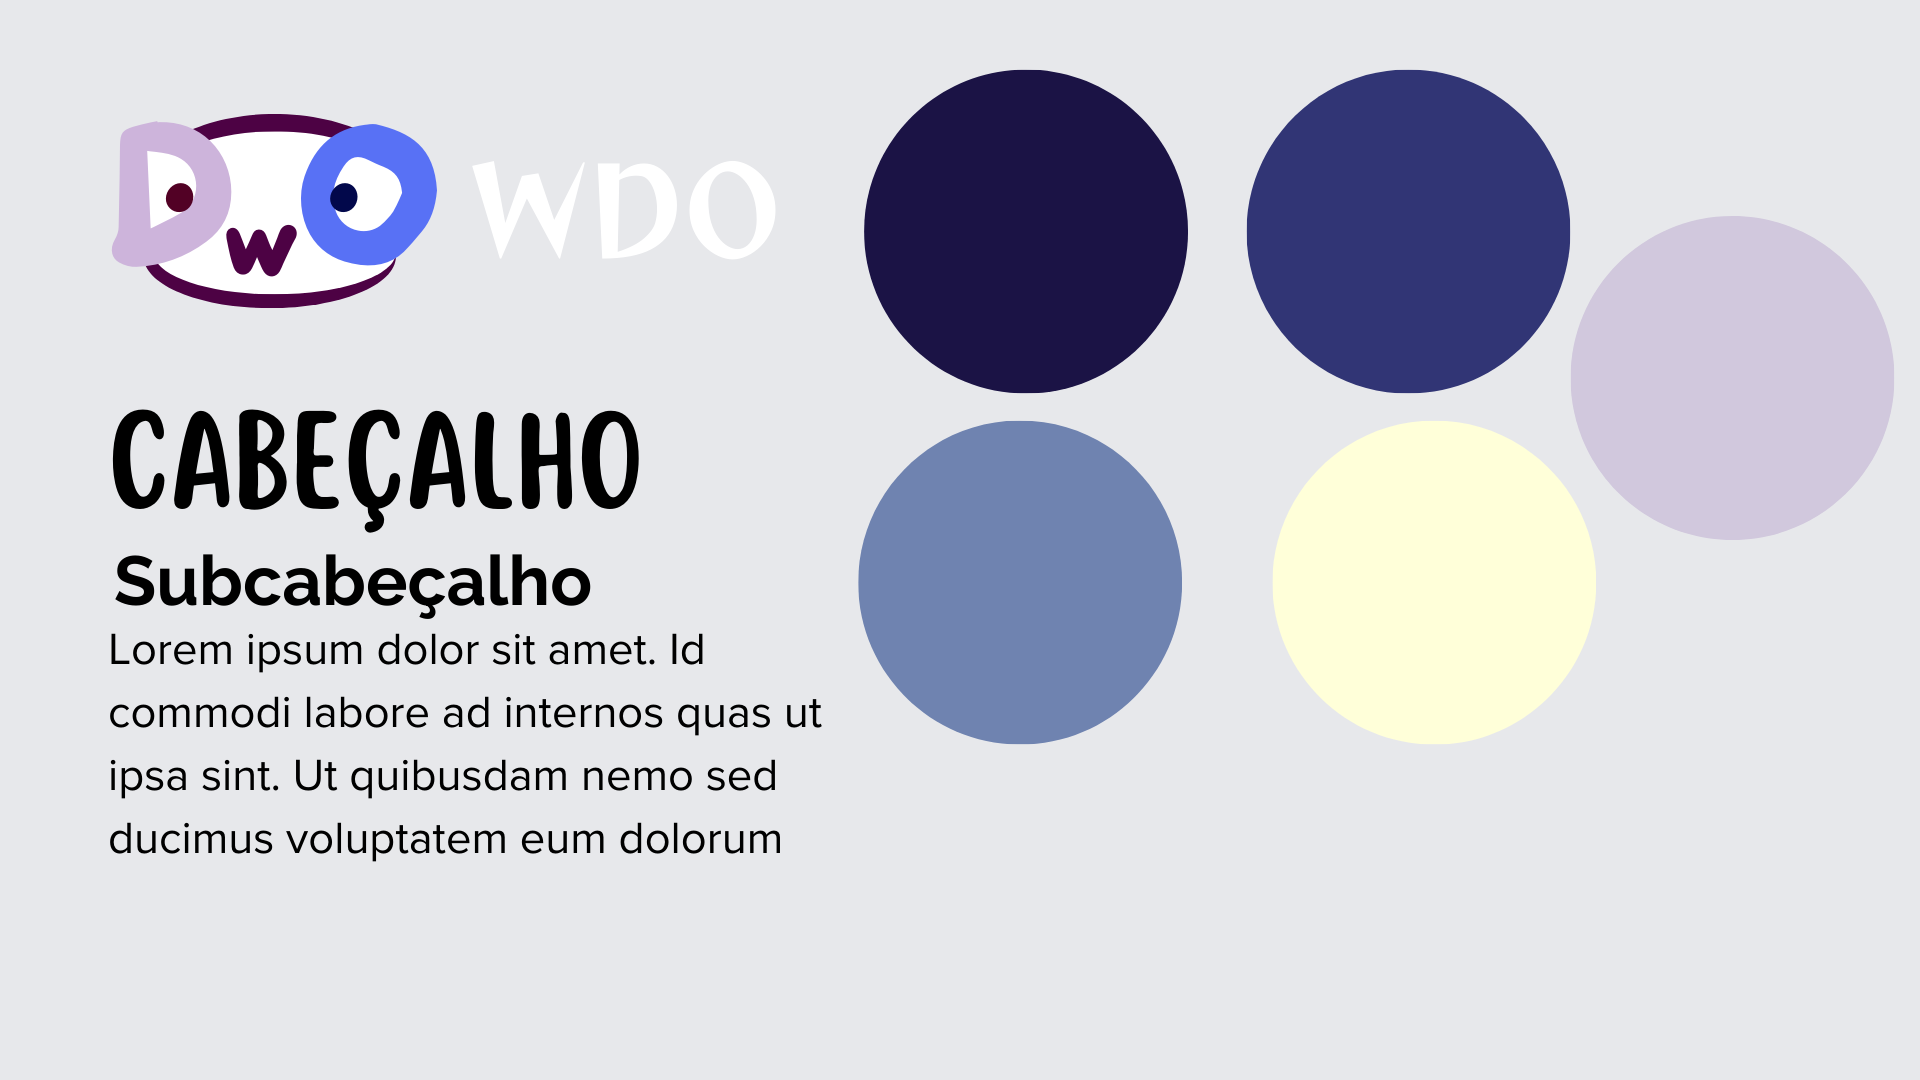 DwO WDO
CABEÇALHO
Subcabeçalho
Lorem ipsum dolor sit amet. Id
commodi labore ad internos quas ut
ipsa sint. Ut quibusdam nemo sed
ducimus voluptatem eum dolorum